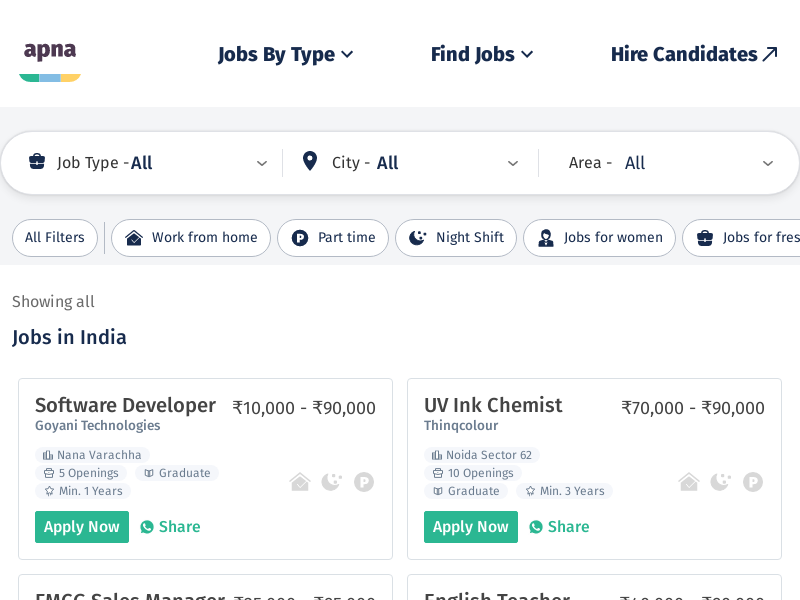 apna
Jobs By Type
Find Jobs
Hire Candidates
Job Type - All
City - All
Area - All
All Filters
Work from home
Part time
Night Shift
Jobs for women
Jobs for fres
Showing all
Jobs in India
Software Developer
₹10,000 - ₹90,000
Goyani Technologies
Nana Varachha
5 Openings
Graduate
Min. 1 Years
Apply Now
Share
UV Ink Chemist
₹70,000 - ₹90,000
Thinqcolour
Noida Sector 62
10 Openings
Graduate
Min. 3 Years
Apply Now
Share
FMCG Sales Manager
English Teacher